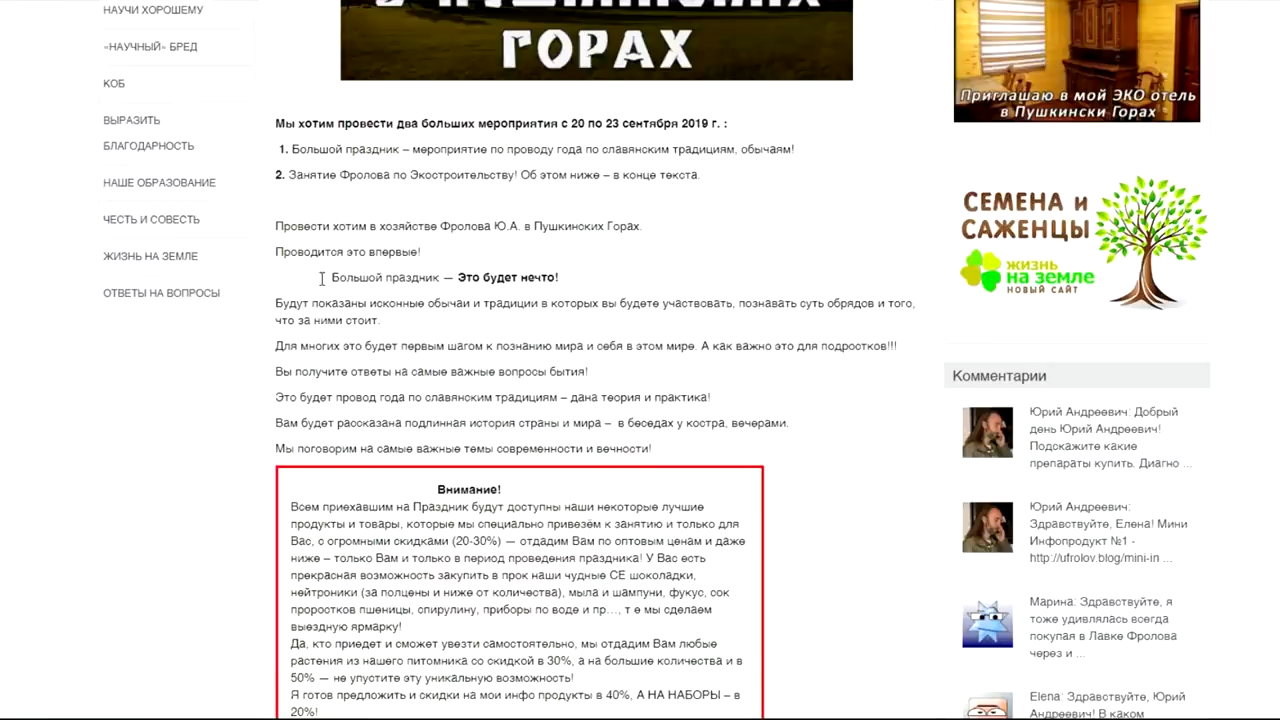 НАУЧИ ХОРОШЕМУ
«НАУЧНЫЙ» БРЕД
КОБ
ВЫРАЗИТЬ
БЛАГОДАРНОСТЬ
НАШЕ ОБРАЗОВАНИЕ
ЧЕСТЬ И СОВЕСТЬ
ЖИЗНЬ НА ЗЕМЛЕ
ОТВЕТЫ НА ВОПРОСЫ
В ПУШКИНСКИХ
ГОРАХ
Мы хотим провести два больших мероприятия с 20 по 23 сентября 2019 г. :
1. Большой праздник – мероприятие по проводу года по славянским традициям, обычаям!
2. Занятие Фролова по Экостроительству! Об этом ниже – в конце текста.
Провести хотим в хозяйстве Фролова Ю.А. в Пушкинских Горах.
Проводится это впервые!
Большой праздник — Это будет нечто!
Будут показаны исконные обычаи и традиции в которых вы будете участвовать, познавать суть обрядов и того,
что за ними стоит.
Для многих это будет первым шагом к познанию мира и себя в этом мире. А как важно это для подростков!!!
Вы получите ответы на самые важные вопросы бытия!
Это будет провод года по славянским традициям – дана теория и практика!
Вам будет рассказана подлинная история страны и мира – в беседах у костра, вечерами.
Мы поговорим на самые важные темы современности и вечности!
Внимание!
Всем приехавшим на Праздник будут доступны наши некоторые лучшие
продукты и товары, которые мы специально привезём к занятию и только для
Вас, с огромными скидками (20-30%) — отдадим Вам по оптовым ценам и даже
ниже – только Вам и только в период проведения праздника! У Вас есть
прекрасная возможность закупить в прок наши чудные СЕ шоколадки,
нейтроники (за полцены и ниже от количества), мыла и шампуни, фукус, сок
проростков пшеницы, спирулину, приборы по воде и пр…, т е мы сделаем
выездную ярмарку!
Да, кто приедет и сможет увезти самостоятельно, мы отдадим Вам любые
растения из нашего питомника со скидкой в 30%, а на большие количества и в
50% — не упустите эту уникальную возможность!
Я готов предложить и скидки на мои инфо продукты в 40%, А НА НАБОРЫ – в
20%!
Приглашаю в мой ЭКО отель
в Пушкински Горах
СЕМЕНА и
САЖЕНЦЫ
ЖИЗНЬ
НА ЗЕМЛЕ
НОВЫЙ САЙТ
Комментарии
Юрий Андреевич: Добрый
день Юрий Андреевич!
Подскажите какие
препараты купить. Диагно ...
Юрий Андреевич:
Здравствуйте, Елена! Мини
Инфопродукт №1 -
http://ufrolov.blog/mini-in ...
Марина: Здравствуйте, я
тоже удивлялась всегда
покупая в Лавке Фролова
через и ...
Elena: Здравствуйте, Юрий
Андреевич! В каком